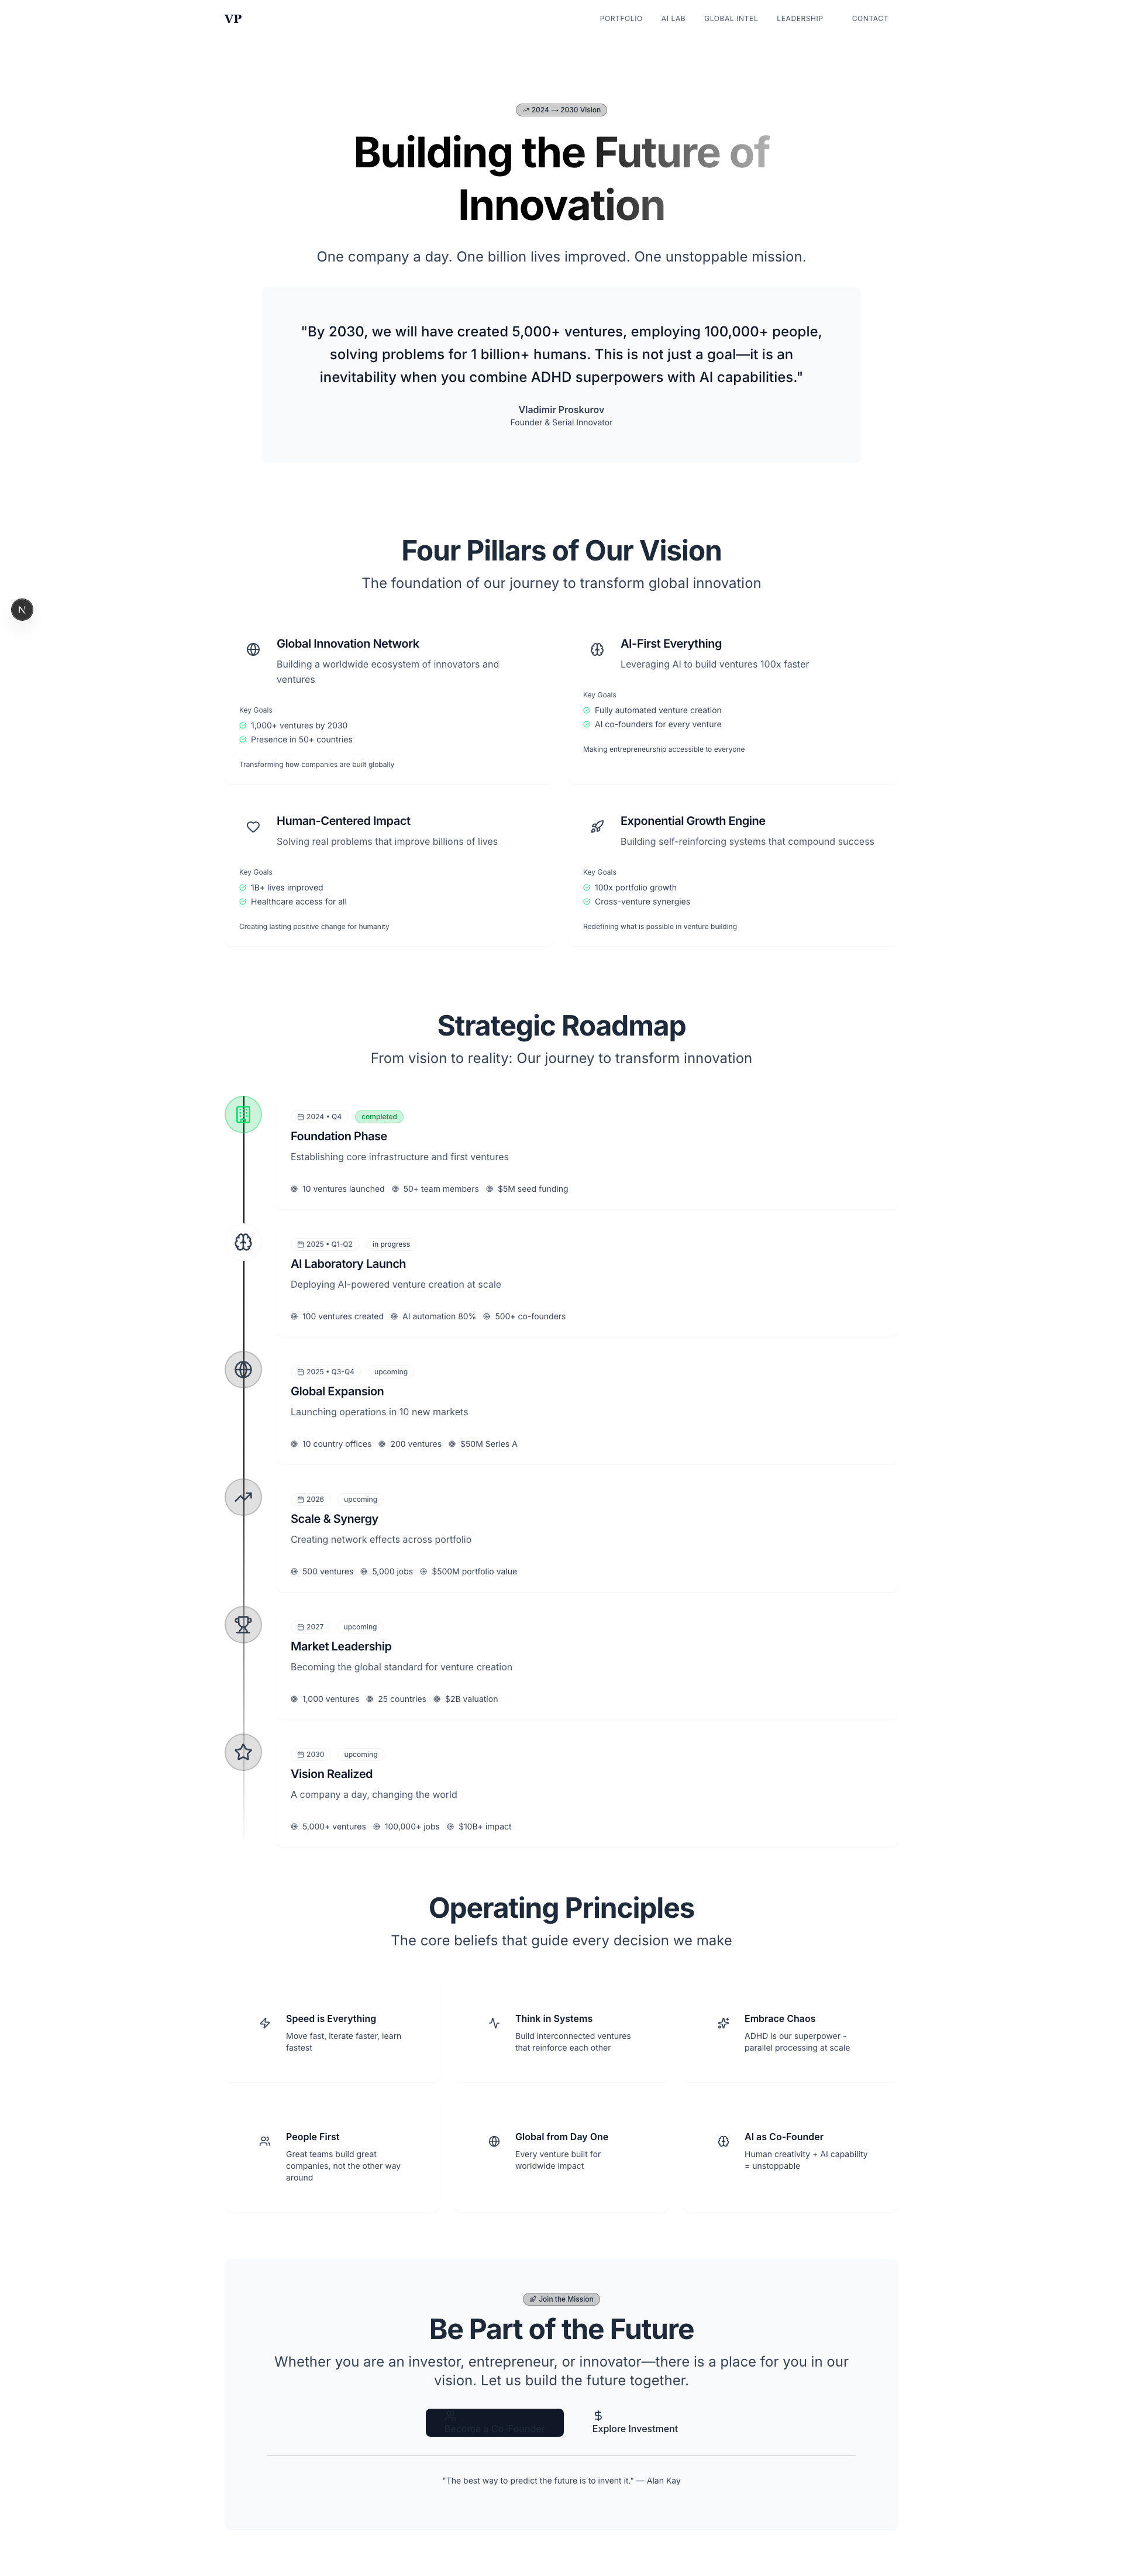 VP
PORTFOLIO AI LAB GLOBAL INTEL LEADERSHIP CONTACT
2024 → 2030 Vision
Building the Future of
Innovation
One company a day. One billion lives improved. One unstoppable mission.
"By 2030, we will have created 5,000+ ventures, employing 100,000+ people,
solving problems for 1 billion+ humans. This is not just a goal—it is an
inevitability when you combine ADHD superpowers with AI capabilities."
Vladimir Proskurov
Founder & Serial Innovator
Four Pillars of Our Vision
The foundation of our journey to transform global innovation
N
Global Innovation Network
Building a worldwide ecosystem of innovators and
ventures
Key Goals
1,000+ ventures by 2030
Presence in 50+ countries
Transforming how companies are built globally
AI-First Everything
Leveraging AI to build ventures 100x faster
Key Goals
Fully automated venture creation
AI co-founders for every venture
Making entrepreneurship accessible to everyone
Human-Centered Impact
Solving real problems that improve billions of lives
Key Goals
1B+ lives improved
Healthcare access for all
Creating lasting positive change for humanity
Exponential Growth Engine
Building self-reinforcing systems that compound success
Key Goals
100x portfolio growth
Cross-venture synergies
Redefining what is possible in venture building
Strategic Roadmap
From vision to reality: Our journey to transform innovation
2024 • Q4 completed
Foundation Phase
Establishing core infrastructure and first ventures
10 ventures launched 50+ team members $5M seed funding
2025 • Q1-Q2 in progress
AI Laboratory Launch
Deploying AI-powered venture creation at scale
100 ventures created AI automation 80% 500+ co-founders
2025 • Q3-Q4 upcoming
Global Expansion
Launching operations in 10 new markets
10 country offices 200 ventures $50M Series A
2026 upcoming
Scale & Synergy
Creating network effects across portfolio
500 ventures 5,000 jobs $500M portfolio value
2027 upcoming
Market Leadership
Becoming the global standard for venture creation
1,000 ventures 25 countries $2B valuation
2030 upcoming
Vision Realized
A company a day, changing the world
5,000+ ventures 100,000+ jobs $10B+ impact
Operating Principles
The core beliefs that guide every decision we make
Speed is Everything
Move fast, iterate faster, learn
fastest
Think in Systems
Build interconnected ventures
that reinforce each other
Embrace Chaos
ADHD is our superpower -
parallel processing at scale
People First
Great teams build great
companies, not the other way
around
Global from Day One
Every venture built for
worldwide impact
AI as Co-Founder
Human creativity + AI capability
= unstoppable
Join the Mission
Be Part of the Future
Whether you are an investor, entrepreneur, or innovator—there is a place for you in our
vision. Let us build the future together.
Become a Co-Founder
Explore Investment
"The best way to predict the future is to invent it." — Alan Kay